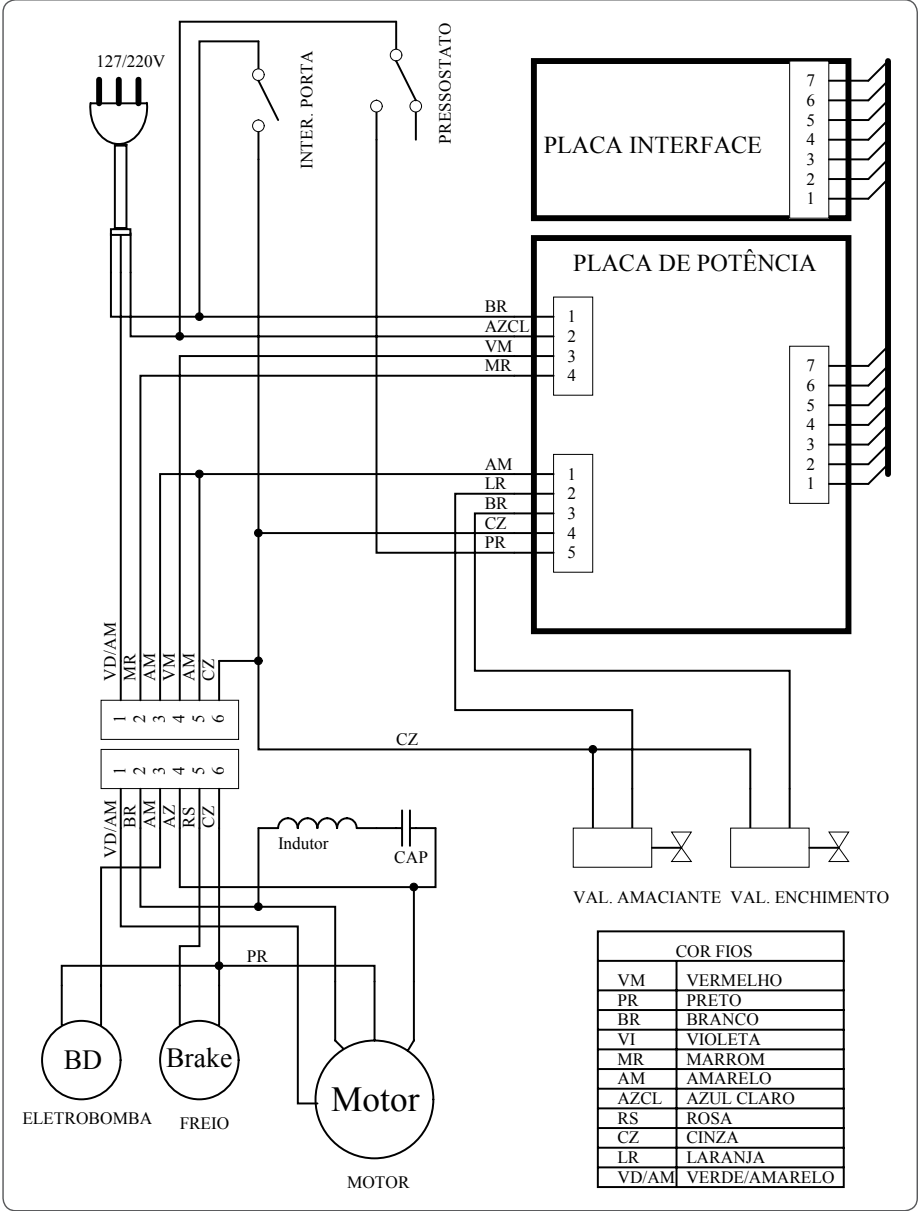 127/220V
INTER. PORTA
PRESSOSTATO
PLACA INTERFACE
7
6
5
4
3
2
1
PLACA DE POTÊNCIA
BR 1
AZCL 2
VM 3
MR 4
7
6
5
4
3
2
1
AM 1
LR 2
BR 3
CZ 4
PR 5
VD/AM MR AM VM AM CZ
1 2 3 4 5 6
1 2 3 4 5 6
VD/AM BR AM AZ RS CZ
CZ
Indutor
CAP
VAL. AMACIANTE
VAL. ENCHIMENTO
PR
BD
ELETROBOMBA
Brake
FREIO
Motor
MOTOR
COR FIOS
VM VERMELHO
PR PRETO
BR BRANCO
VI VIOLETA
MR MARROM
AM AMARELO
AZCL AZUL CLARO
RS ROSA
CZ CINZA
LR LARANJA
VD/AM VERDE/AMARELO